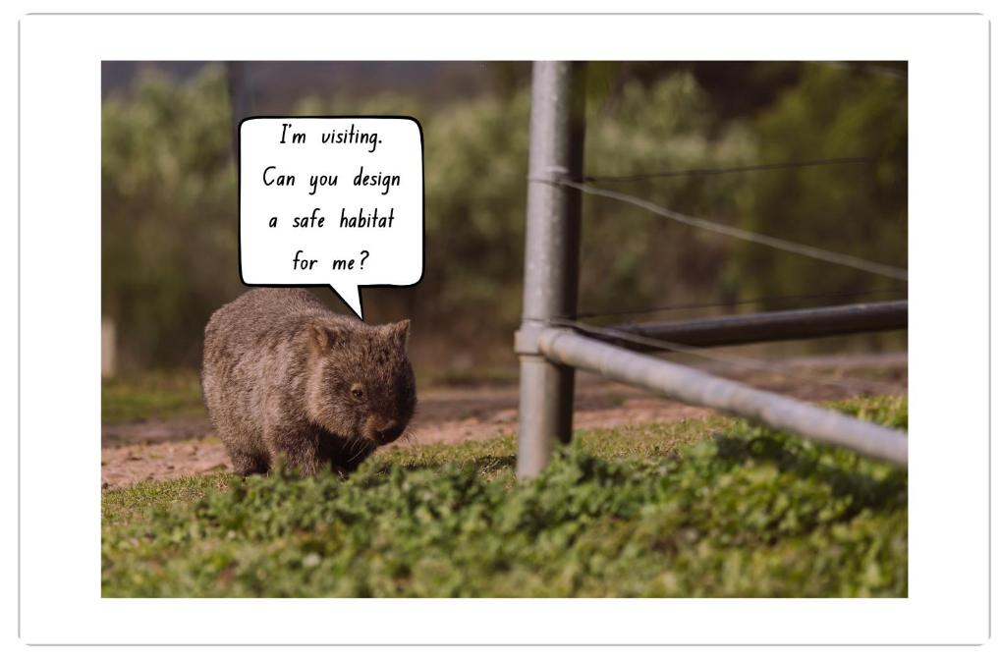 I'm visiting.
Can you design
a safe habitat
for me?